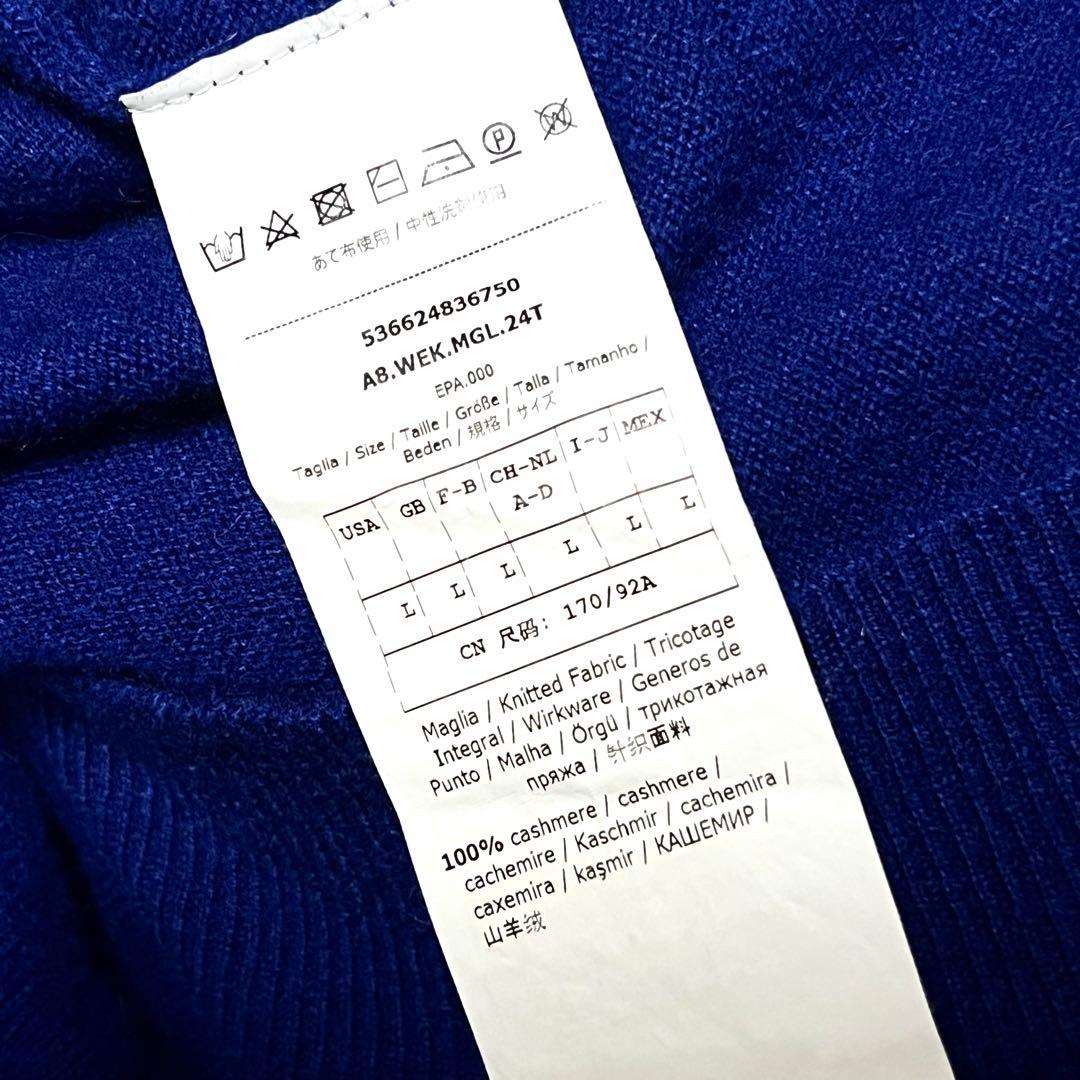 あて布使用 / 中性洗剤使用
536624836750
A8.WEK.MGL.24T
EPA.000
Taglia / Size / Taille / Größe / Talla / Tamanho /
Beden / 規格 / サイズ
USA GB F-B CH-NL A-D I-J MEX
L L L L L L
CN 尺码: 170/92A
Maglia / Knitted Fabric / Tricotage
Integral / Wirkware / Generos de
Punto / Malha / Örgü / трикотажная
пряжа / 针织面料
100% cashmere / cashmere /
cachemire / Kaschmir / cachemira /
caxemira / kaşmir / КАШЕМИР /
山羊绒